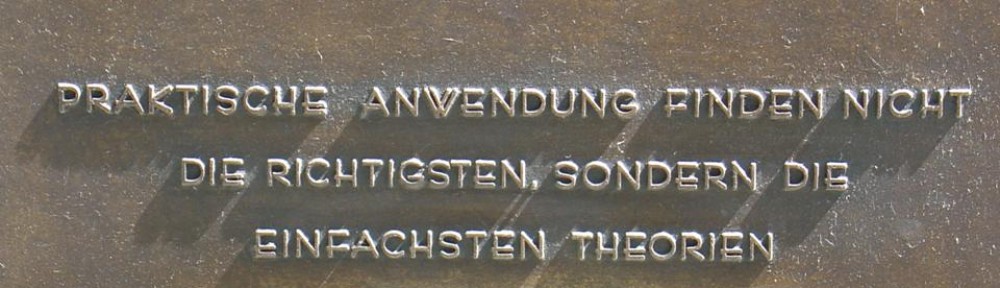 PRAKTISCHE ANWENDUNG FINDEN NICHT
DIE RICHTIGSTEN, SONDERN DIE
EINFACHSTEN THEORIEN